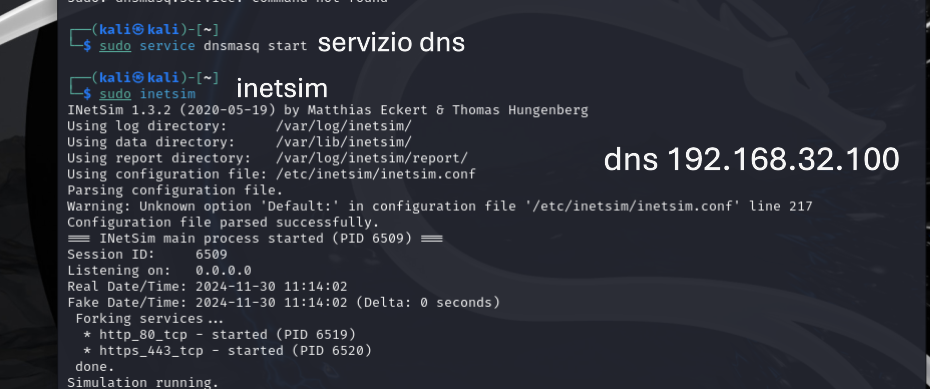 sudo: dnsmasq.service: command not found
┌──(kali㉿kali)-[~]
└─$ sudo service dnsmasq start servizio dns
┌──(kali㉿kali)-[~]
└─$ sudo inetsim inetsim
INetSim 1.3.2 (2020-05-19) by Matthias Eckert & Thomas Hungenberg
Using log directory: /var/log/inetsim/
Using data directory: /var/lib/inetsim/
Using report directory: /var/log/inetsim/report/
dns 192.168.32.100
Using configuration file: /etc/inetsim/inetsim.conf
Parsing configuration file.
Warning: Unknown option 'Default:' in configuration file '/etc/inetsim/inetsim.conf' line 217
Configuration file parsed successfully.
=== INetSim main process started (PID 6509) ===
Session ID: 6509
Listening on: 0.0.0.0
Real Date/Time: 2024-11-30 11:14:02
Fake Date/Time: 2024-11-30 11:14:02 (Delta: 0 seconds)
Forking services ...
* http_80_tcp - started (PID 6519)
* https_443_tcp - started (PID 6520)
done.
Simulation running.